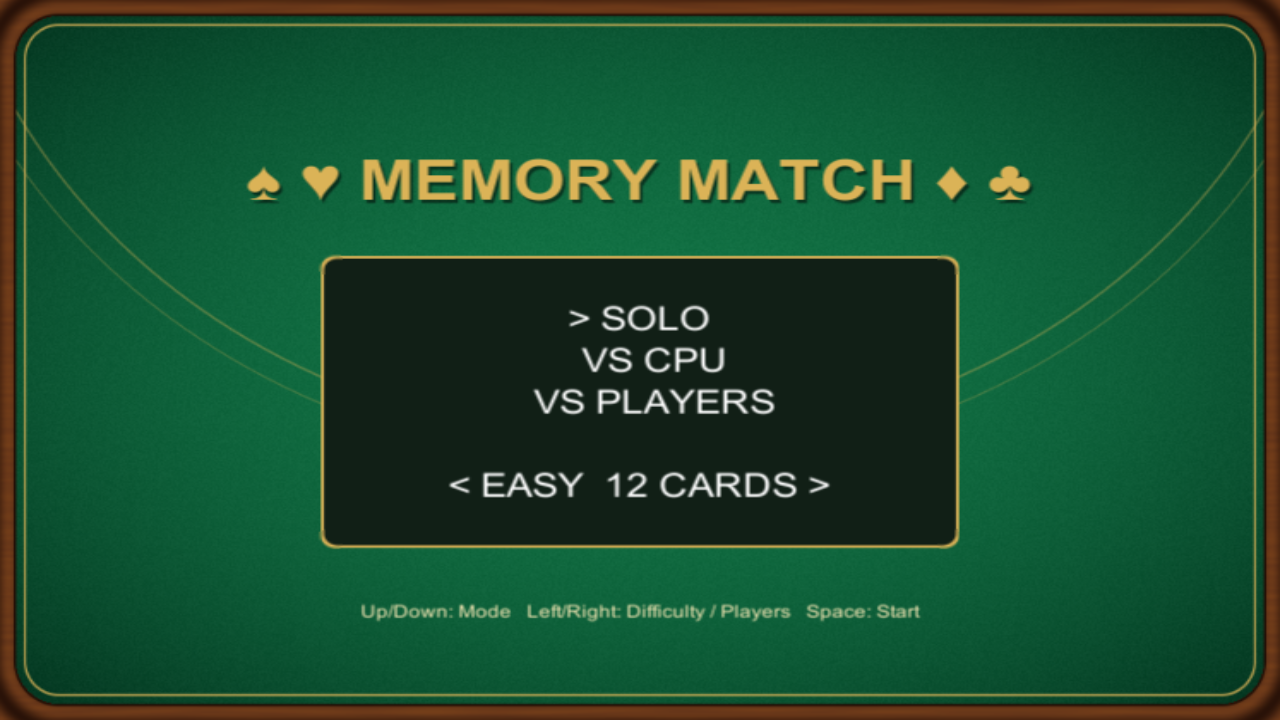 ♠ ♥ MEMORY MATCH ♦ ♣
> SOLO
VS CPU
VS PLAYERS
< EASY 12 CARDS >
Up/Down: Mode Left/Right: Difficulty / Players Space: Start